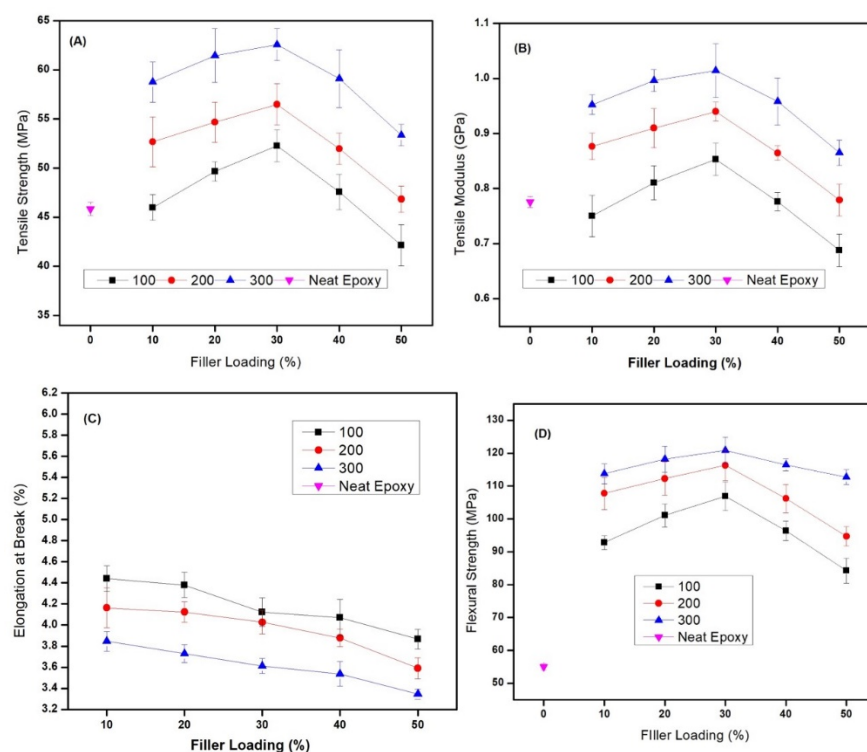 (A)
Tensile Strength (MPa)
65
60
55
50
45
40
35
100 200 300 Neat Epoxy
0 10 20 30 40 50
Filler Loading (%)
(B)
Tensile Modulus (GPa)
1.1
1.0
0.9
0.8
0.7
0.6
100 200 300 Neat Epoxy
0 10 20 30 40 50
Filler Loading (%)
(C)
Elongation at Break (%)
6.2
6.0
5.8
5.6
5.4
5.2
5.0
4.8
4.6
4.4
4.2
4.0
3.8
3.6
3.4
3.2
100
200
300
Neat Epoxy
10 20 30 40 50
Filler Loading (%)
(D)
Flexural Strength (MPa)
130
120
110
100
90
80
70
60
50
100
200
300
Neat Epoxy
0 10 20 30 40 50
FIller Loading (%)